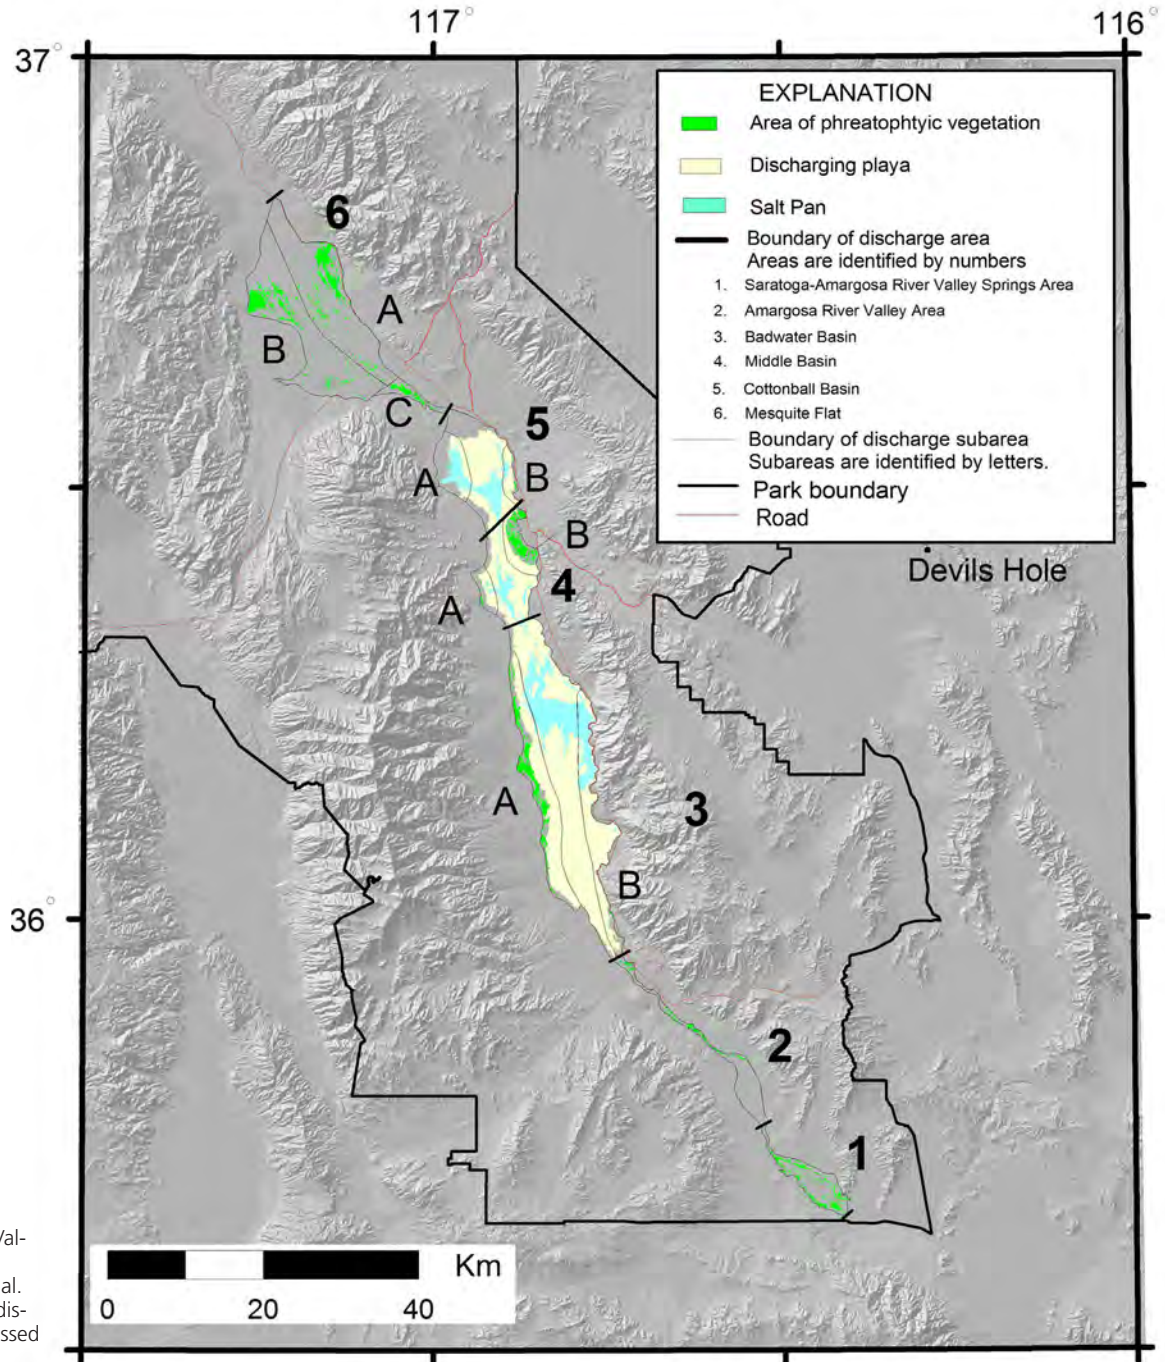 117°
116°
37°
EXPLANATION
Area of phreatophtyic vegetation
Discharging playa
Salt Pan
Boundary of discharge area
Areas are identified by numbers
1. Saratoga-Amargosa River Valley Springs Area
2. Amargosa River Valley Area
3. Badwater Basin
4. Middle Basin
5. Cottonball Basin
6. Mesquite Flat
Boundary of discharge subarea
Subareas are identified by letters.
Park boundary
Road
6
A
B
C
5
A
B
B
Devils Hole
4
A
A
3
B
36°
2
1
Val-
al.
dis-
ssed
Km
0 20 40